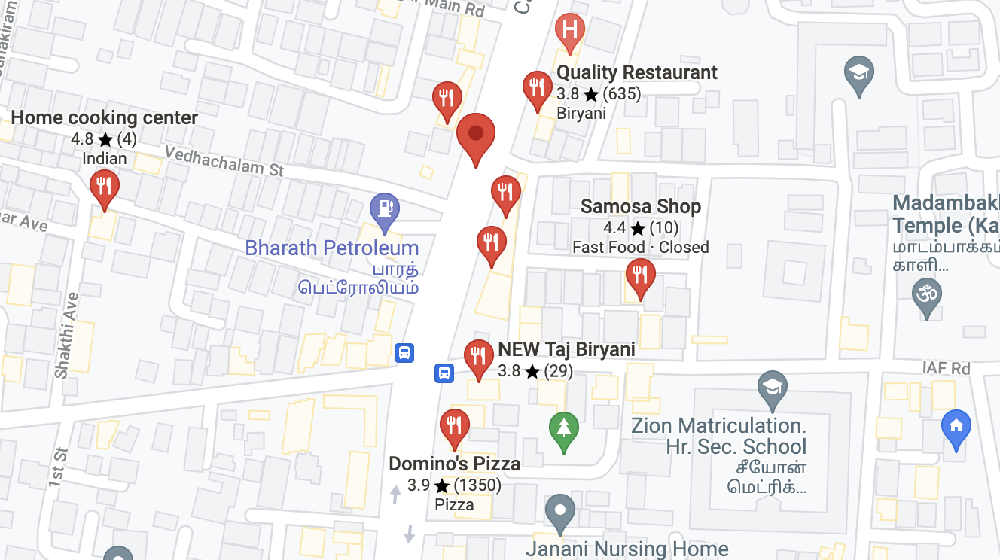 Main Rd
H
Quality Restaurant
3.8 ★ (635)
Biryani
Home cooking center
4.8 ★ (4)
Indian
Vedhachalam St
Samosa Shop
4.4 ★ (10)
Fast Food · Closed
Temple (Ka
காளி...
Bharath Petroleum
பாரத்
பெட்ரோலியம்
Ave
Shakthi Ave
NEW Taj Biryani
3.8 ★ (29)
IAF Rd
Zion Matriculation.
Hr. Sec. School
சீயோன்
மெட்ரிக்...
Domino's Pizza
3.9 ★ (1350)
Pizza
1st St
Janani Nursing Home